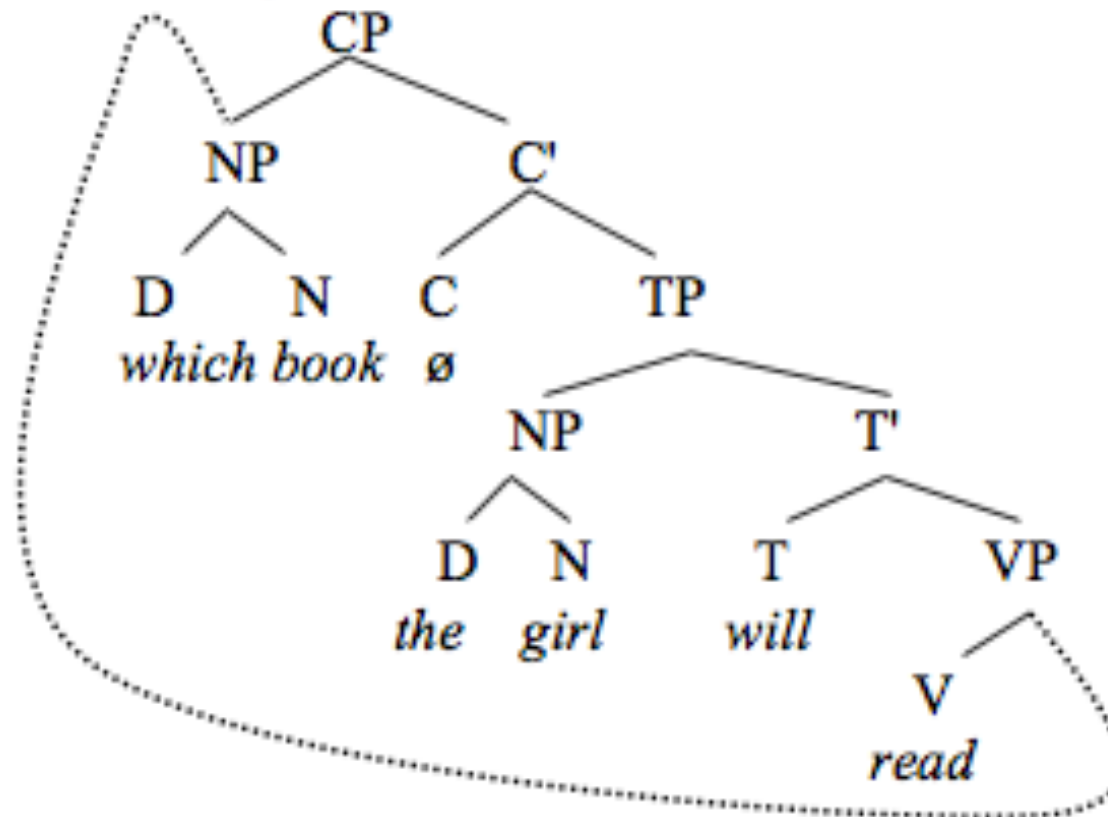 CP
NP C'
D N C TP
which book ø
NP T'
D N T VP
the girl will
V
read